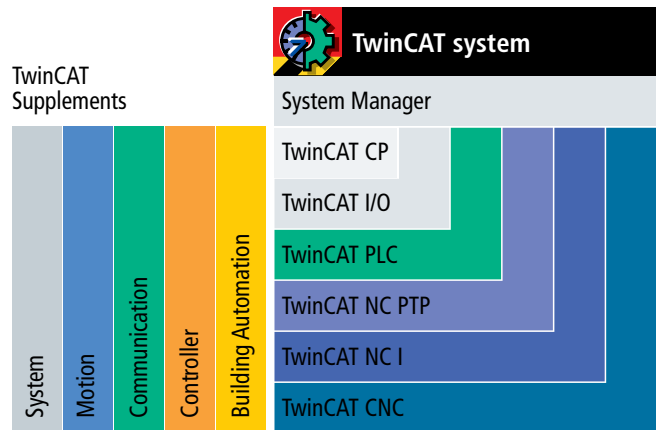 TwinCAT
Supplements
System
Motion
Communication
Controller
Building Automation
TwinCAT system
System Manager
TwinCAT CP
TwinCAT I/O
TwinCAT PLC
TwinCAT NC PTP
TwinCAT NC I
TwinCAT CNC